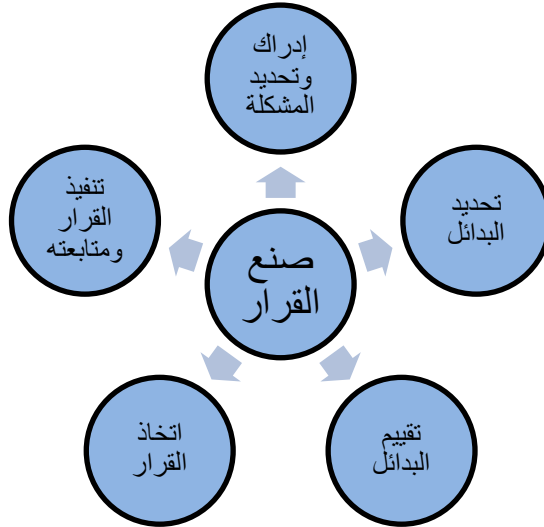 إدراك
وتحديد
المشكلة
تحديد
البدائل
تقييم
البدائل
اتخاذ
القرار
تنفيذ
القرار
ومتابعته
صنع
القرار